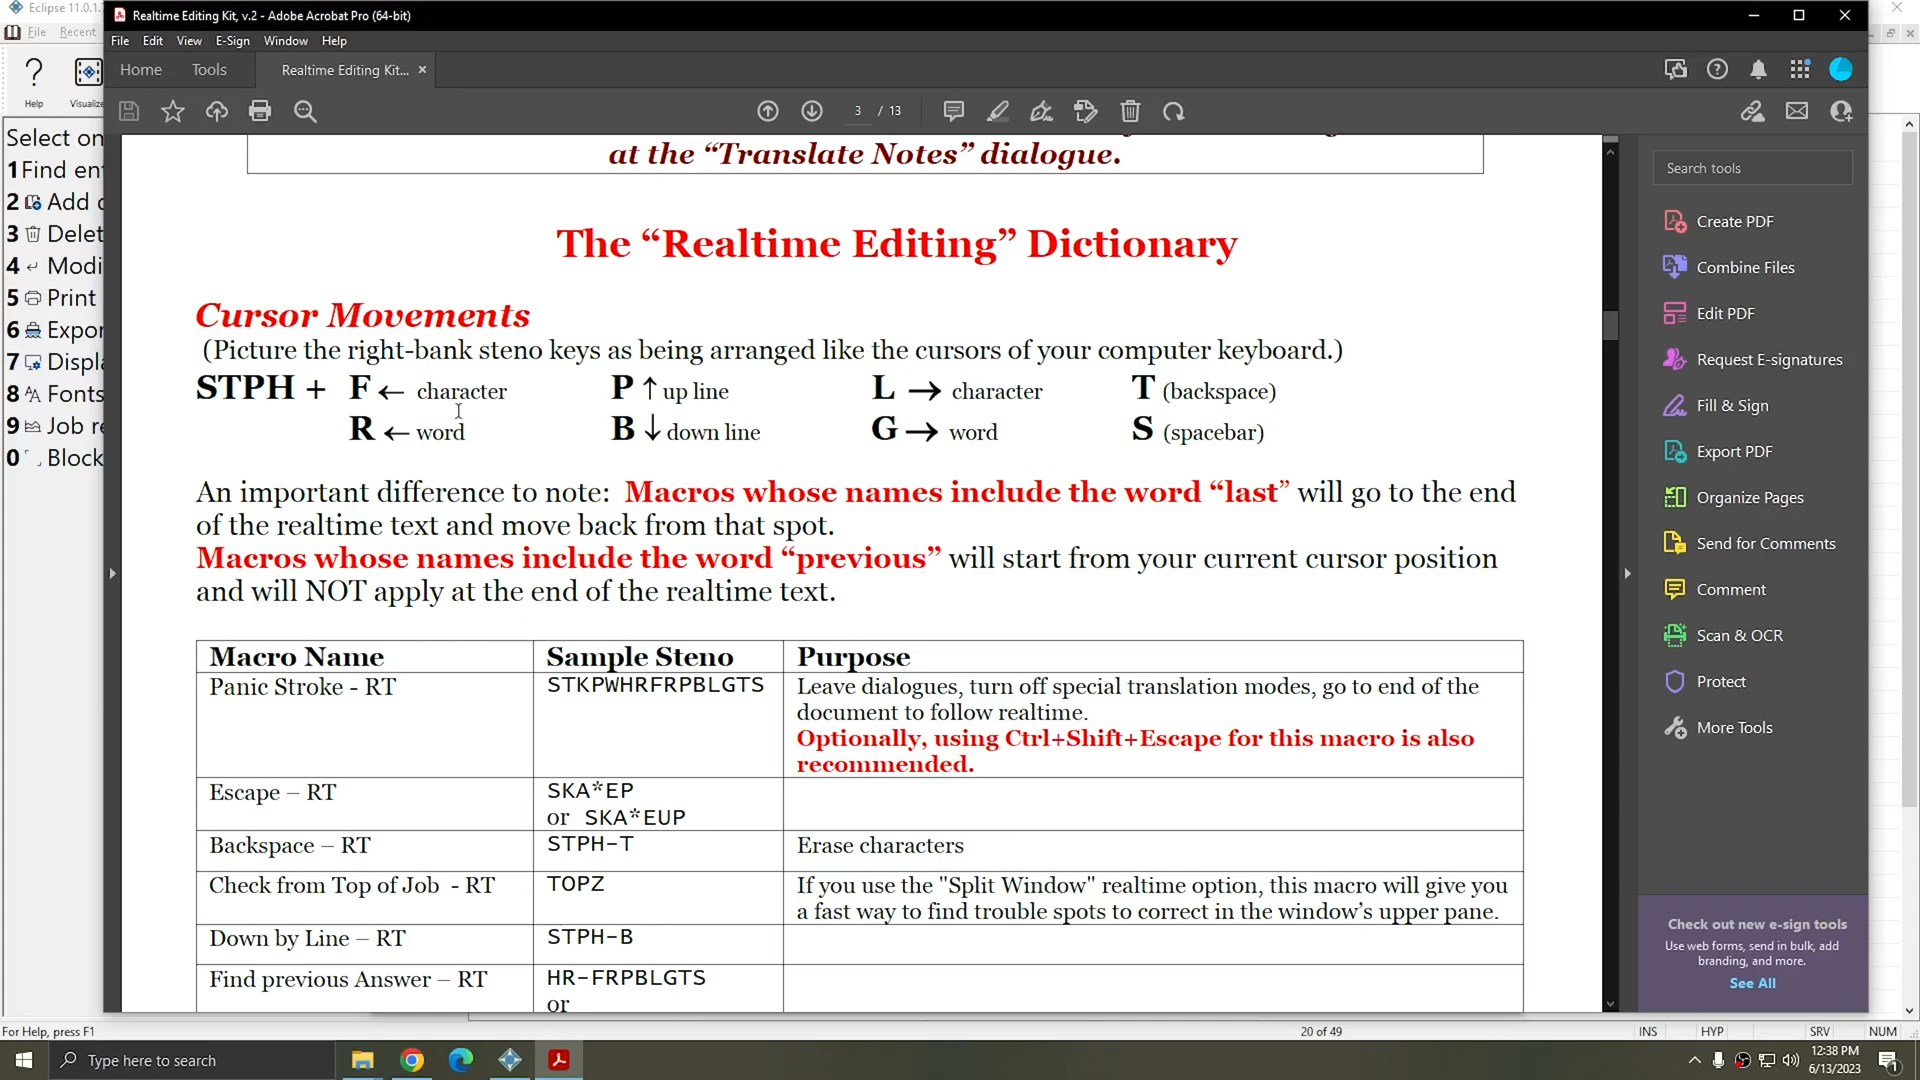 Eclipse 11.0.1.
Realtime Editing Kit, v.2 - Adobe Acrobat Pro (64-bit)
File Recent
File Edit View E-Sign Window Help
Home Tools Realtime Editing Kit...
Help Visualize
3 / 13
Select on
1 Find ent
2 Add
3 Delet
4 Modi
5 Print
6 Expor
7 Displa
8 Fonts
9 Job re
0 Block
at the “Translate Notes” dialogue.
The “Realtime Editing” Dictionary
Cursor Movements
(Picture the right-bank steno keys as being arranged like the cursors of your computer keyboard.)
STPH + F ← character P ↑ up line L → character T (backspace)
R ← word B ↓ down line G → word S (spacebar)
An important difference to note: Macros whose names include the word “last” will go to the end
of the realtime text and move back from that spot.
Macros whose names include the word “previous” will start from your current cursor position
and will NOT apply at the end of the realtime text.
Macro Name Sample Steno Purpose
Panic Stroke - RT STKPWHRFRPBLGTS Leave dialogues, turn off special translation modes, go to end of the
document to follow realtime.
Optionally, using Ctrl+Shift+Escape for this macro is also
recommended.
Escape – RT SKA*EP
or SKA*EUP
Backspace – RT STPH-T Erase characters
Check from Top of Job - RT TOPZ If you use the "Split Window" realtime option, this macro will give you
a fast way to find trouble spots to correct in the window’s upper pane.
Down by Line – RT STPH-B
Find previous Answer – RT HR-FRPBLGTS
or
Search tools
Create PDF
Combine Files
Edit PDF
Request E-signatures
Fill & Sign
Export PDF
Organize Pages
Send for Comments
Comment
Scan & OCR
Protect
More Tools
Check out new e-sign tools
Use web forms, send in bulk, add
branding, and more.
See All
For Help, press F1 20 of 49 INS HYP SRV NUM
Type here to search
12:38 PM
6/13/2023
1